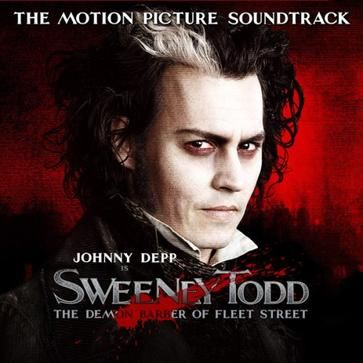 THE MOTION PICTURE SOUNDTRACK
JOHNNY DEPP
IS
SWEENEY TODD
THE DEMON BARBER OF FLEET STREET